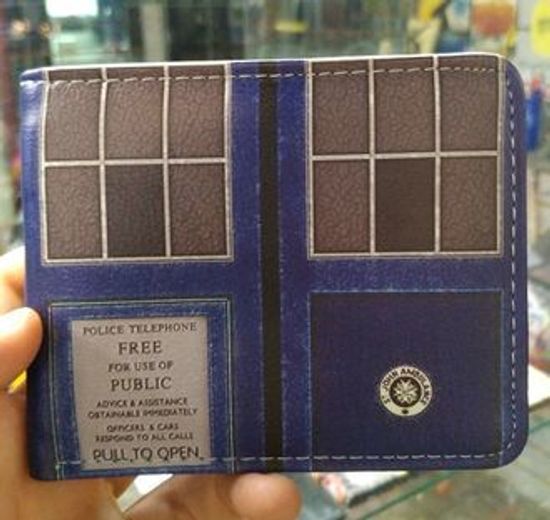 POLICE TELEPHONE
FREE
FOR USE OF
PUBLIC
ADVICE & ASSISTANCE
OBTAINABLE IMMEDIATELY
OFFICERS & CARS
RESPOND TO ALL CALLS
PULL TO OPEN
ST JOHN AMBULANCE